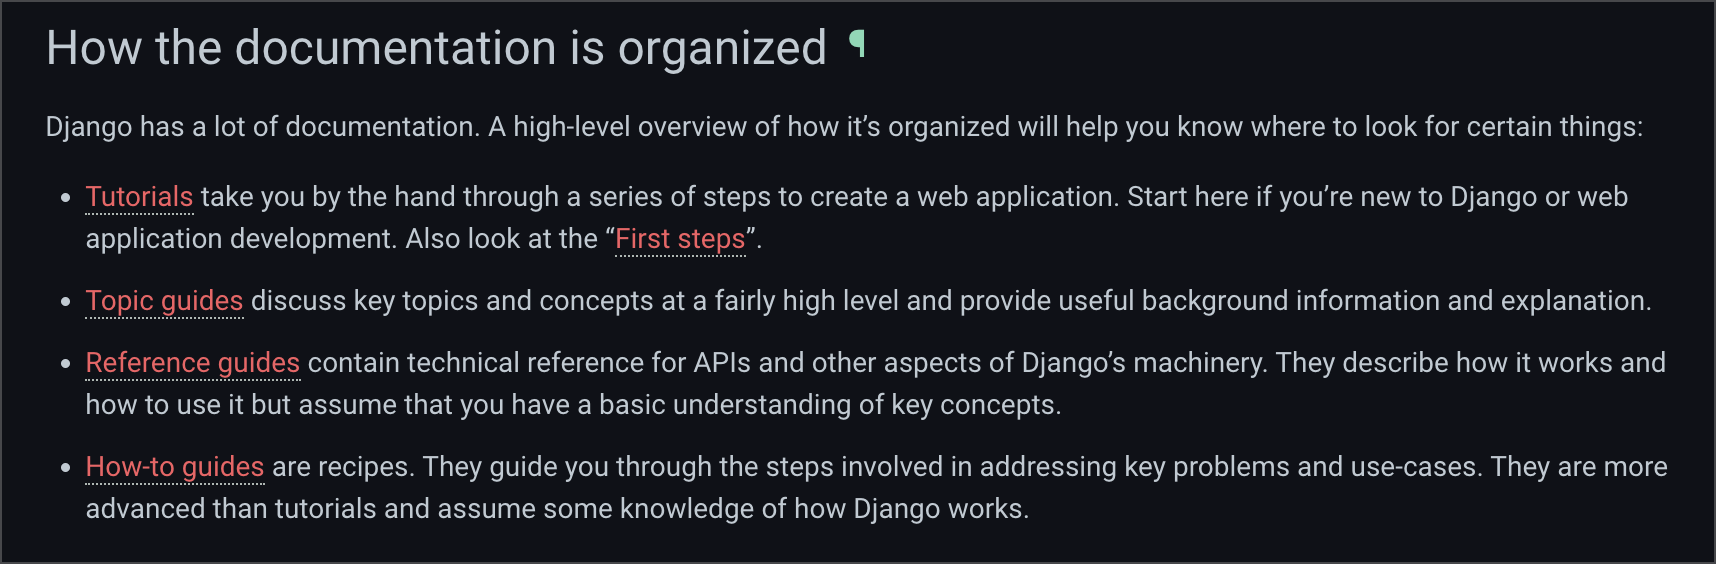 How the documentation is organized ¶
Django has a lot of documentation. A high-level overview of how it’s organized will help you know where to look for certain things:
• Tutorials take you by the hand through a series of steps to create a web application. Start here if you’re new to Django or web
application development. Also look at the “First steps”.
• Topic guides discuss key topics and concepts at a fairly high level and provide useful background information and explanation.
• Reference guides contain technical reference for APIs and other aspects of Django’s machinery. They describe how it works and
how to use it but assume that you have a basic understanding of key concepts.
• How-to guides are recipes. They guide you through the steps involved in addressing key problems and use-cases. They are more
advanced than tutorials and assume some knowledge of how Django works.